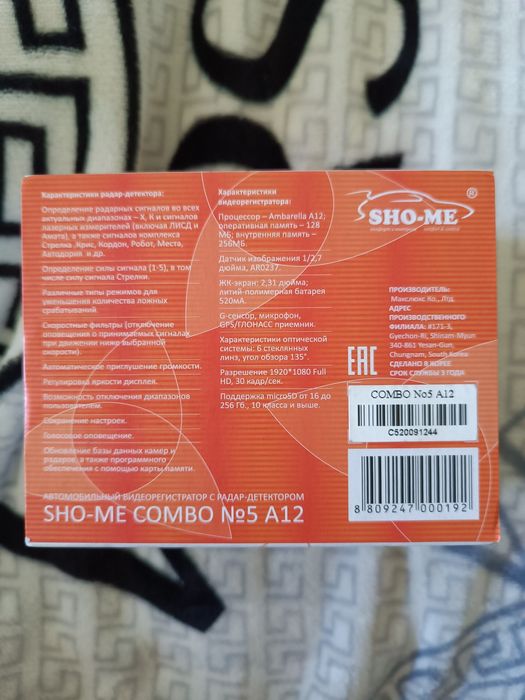 Характеристики радар-детектора:
Определение радарных сигналов во всех
актуальных диапазонах – X, K и сигналов
лазерных измерителей (включая ЛИСД и
Амата), а также сигналов комплекса
Стрелка ,Крис, Кордон, Робот, Места,
Автодория и др.
Определение силы сигнала (1-5), в том
числе силу сигнала Стрелки.
Различные типы режимов для
уменьшения количества ложных
срабатываний.
Скоростные фильтры (отключение
оповещения о принимаемых сигналах
при движении ниже выбранной
скорости).
Автоматическое приглушение громкости.
Регулировка яркости дисплея.
Возможность отключения диапазонов
пользователем.
Сохранение настроек.
Голосовое оповещение.
Обновление базы данных камер и
радаров, а также программного
обеспечения с помощью карты памяти.
Характеристики
видеорегистратора:
Процессор – Ambarella A12;
оперативная память – 128
Мб; внутренняя память –
256МБ.
Датчик изображения 1/2,7
дюйма, AR0237.
ЖК-экран: 2,31 дюйма;
литий-полимерная батарея
520мА.
G-сенсор, микрофон,
GPS/ГЛОНАСС приемник.
Характеристики оптической
системы: 6 стеклянных
линз, угол обзора 135˚.
Разрешение 1920*1080 Full
HD, 30 кадр/сек.
Поддержка microSD от 16 до
256 Гб., 10 класса и выше.
SHO-ME ®
ПРОИЗВОДИТЕЛЬ:
Макслюкс Ко., Лтд.
АДРЕС
ПРОИЗВОДСТВЕННОГО
ФИЛИАЛА: #171-3,
Gyechon-Ri, Shinam-Myun
340-861 Yesan-Gun,
Chungnam, South Korea
СДЕЛАНО В КОРЕЕ
СРОК СЛУЖБЫ 3 ГОДА
EAC
COMBO No5 A12
C520091244
8 809247 000192
АВТОМОБИЛЬНЫЙ ВИДЕОРЕГИСТРАТОР С РАДАР-ДЕТЕКТОРОМ
SHO-ME COMBO №5 A12